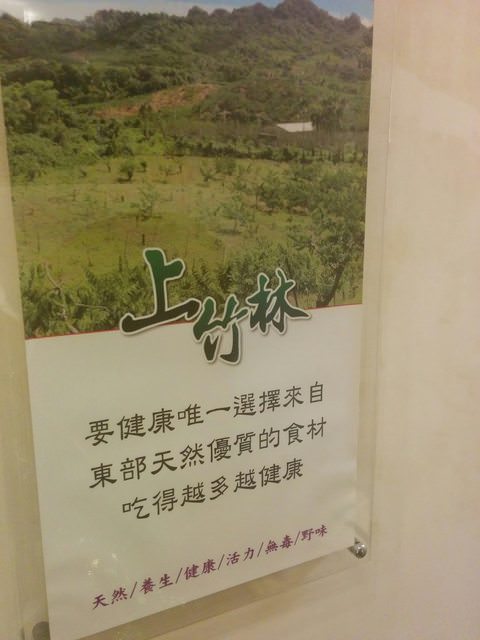 上竹林
要健康唯一選擇來自
東部天然優質的食材
吃得越多越健康
天然/養生/健康/活力/無毒/野味